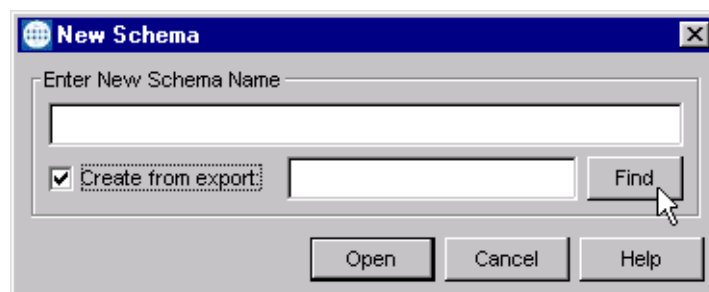 New Schema
Enter New Schema Name
Create from export:
Find
Open Cancel Help